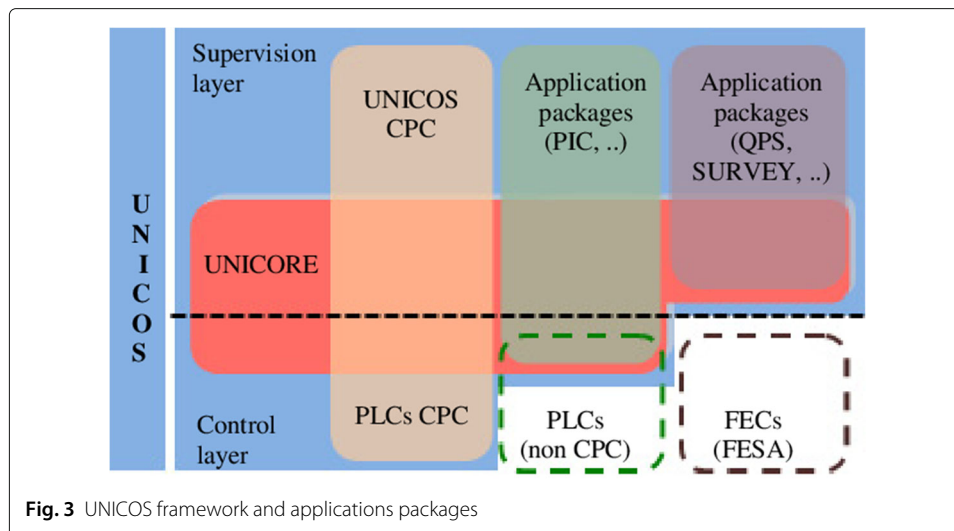 UNICOS
Supervision
layer
UNICOS
CPC
Application
packages
(PIC, ..)
Application
packages
(QPS,
SURVEY, ..)
UNICORE
Control
layer
PLCs CPC
PLCs
(non CPC)
FECs
(FESA)
Fig. 3 UNICOS framework and applications packages